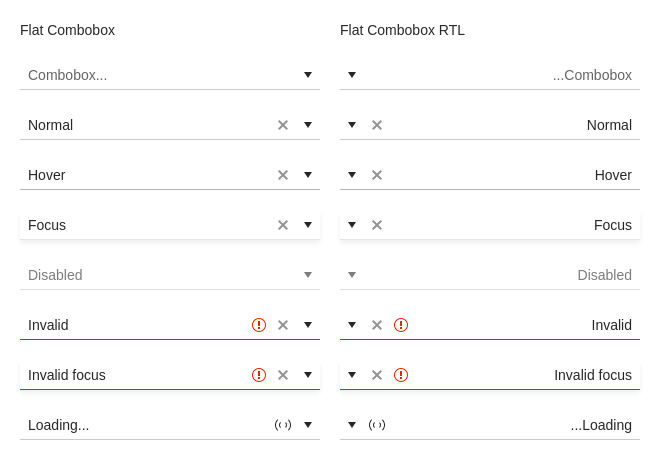 Flat Combobox
Combobox...
Normal
Hover
Focus
Disabled
Invalid
Invalid focus
Loading...
Flat Combobox RTL
...Combobox
Normal
Hover
Focus
Disabled
Invalid
Invalid focus
...Loading